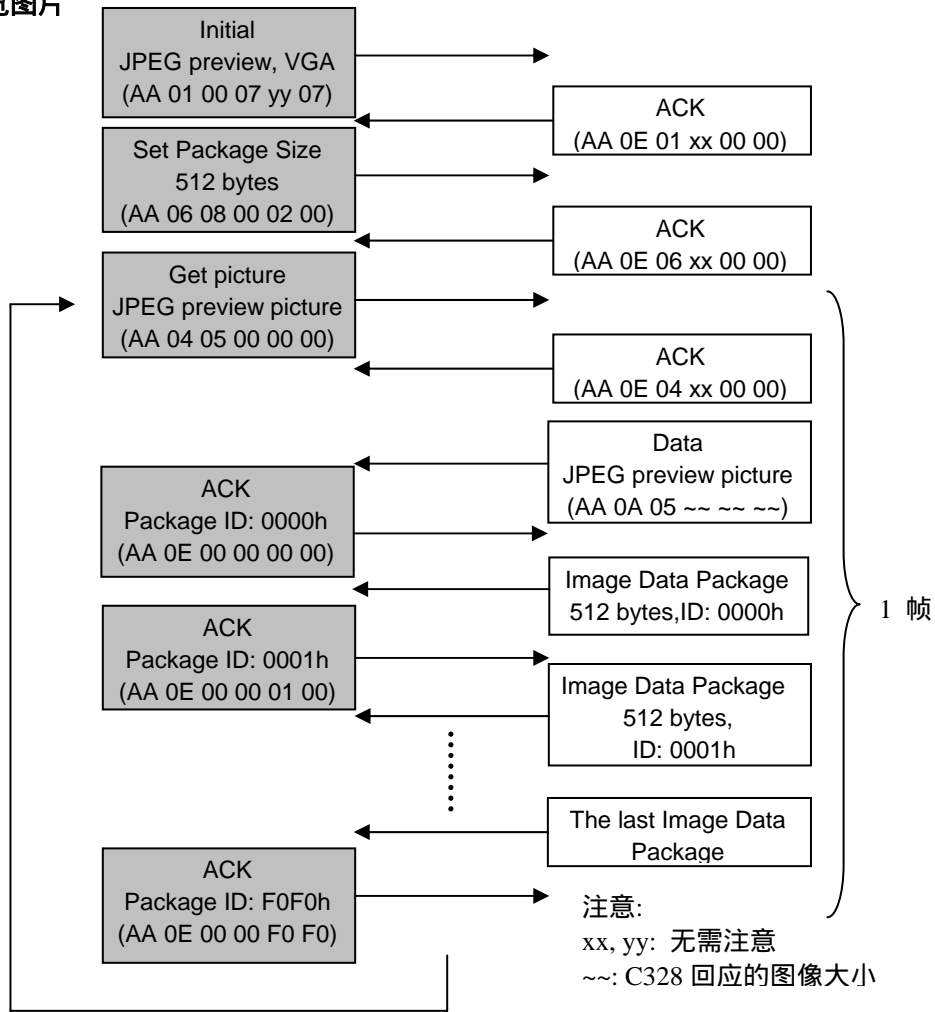 图片
Initial
JPEG preview, VGA
(AA 01 00 07 yy 07)
ACK
(AA 0E 01 xx 00 00)
Set Package Size
512 bytes
(AA 06 08 00 02 00)
ACK
(AA 0E 06 xx 00 00)
Get picture
JPEG preview picture
(AA 04 05 00 00 00)
ACK
(AA 0E 04 xx 00 00)
Data
JPEG preview picture
(AA 0A 05 ~~ ~~ ~~)
ACK
Package ID: 0000h
(AA 0E 00 00 00 00)
Image Data Package
512 bytes,ID: 0000h
1 帧
ACK
Package ID: 0001h
(AA 0E 00 00 01 00)
Image Data Package
512 bytes,
ID: 0001h
The last Image Data
Package
ACK
Package ID: F0F0h
(AA 0E 00 00 F0 F0)
注意:
xx, yy: 无需注意
~~: C328 回应的图像大小